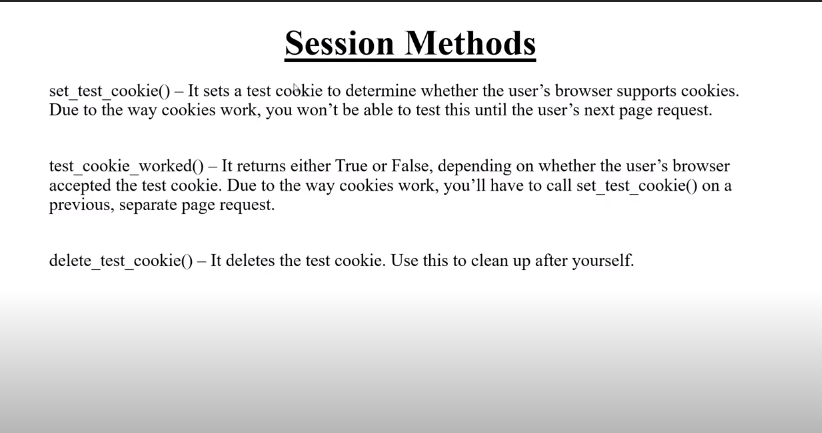 Session Methods
set_test_cookie() – It sets a test cookie to determine whether the user’s browser supports cookies.
Due to the way cookies work, you won’t be able to test this until the user’s next page request.
test_cookie_worked() – It returns either True or False, depending on whether the user’s browser
accepted the test cookie. Due to the way cookies work, you’ll have to call set_test_cookie() on a
previous, separate page request.
delete_test_cookie() – It deletes the test cookie. Use this to clean up after yourself.